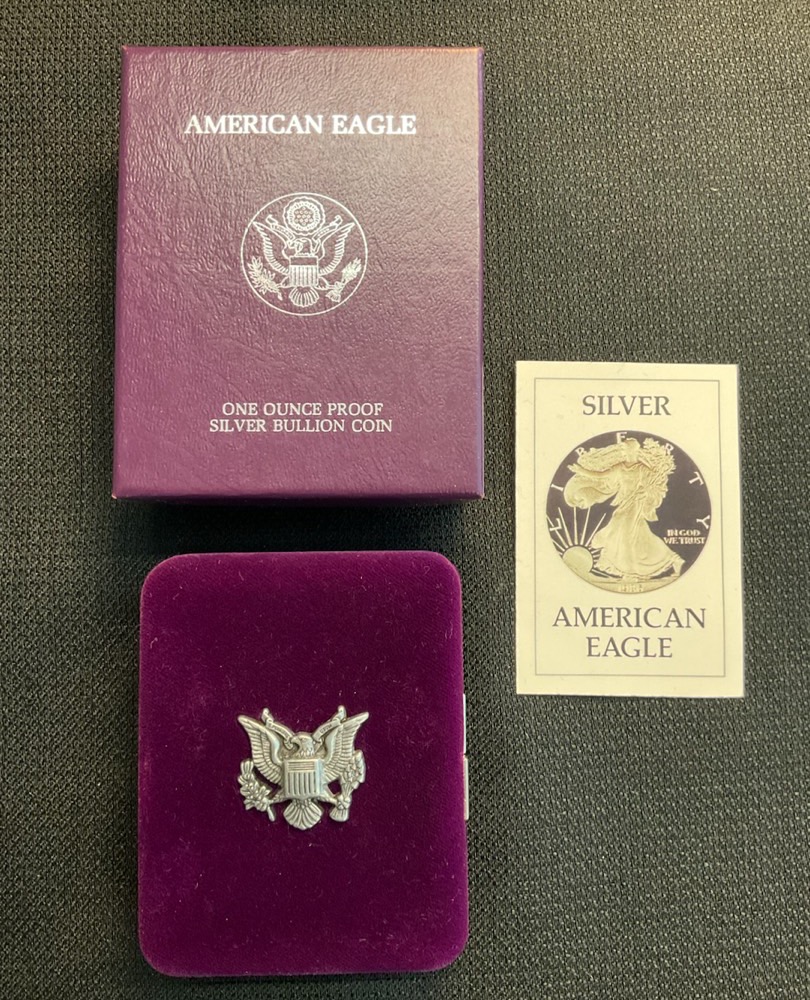 AMERICAN EAGLE
ONE OUNCE PROOF
SILVER BULLION COIN
SILVER
LIBERTY
IN GOD
WE TRUST
AMERICAN
EAGLE